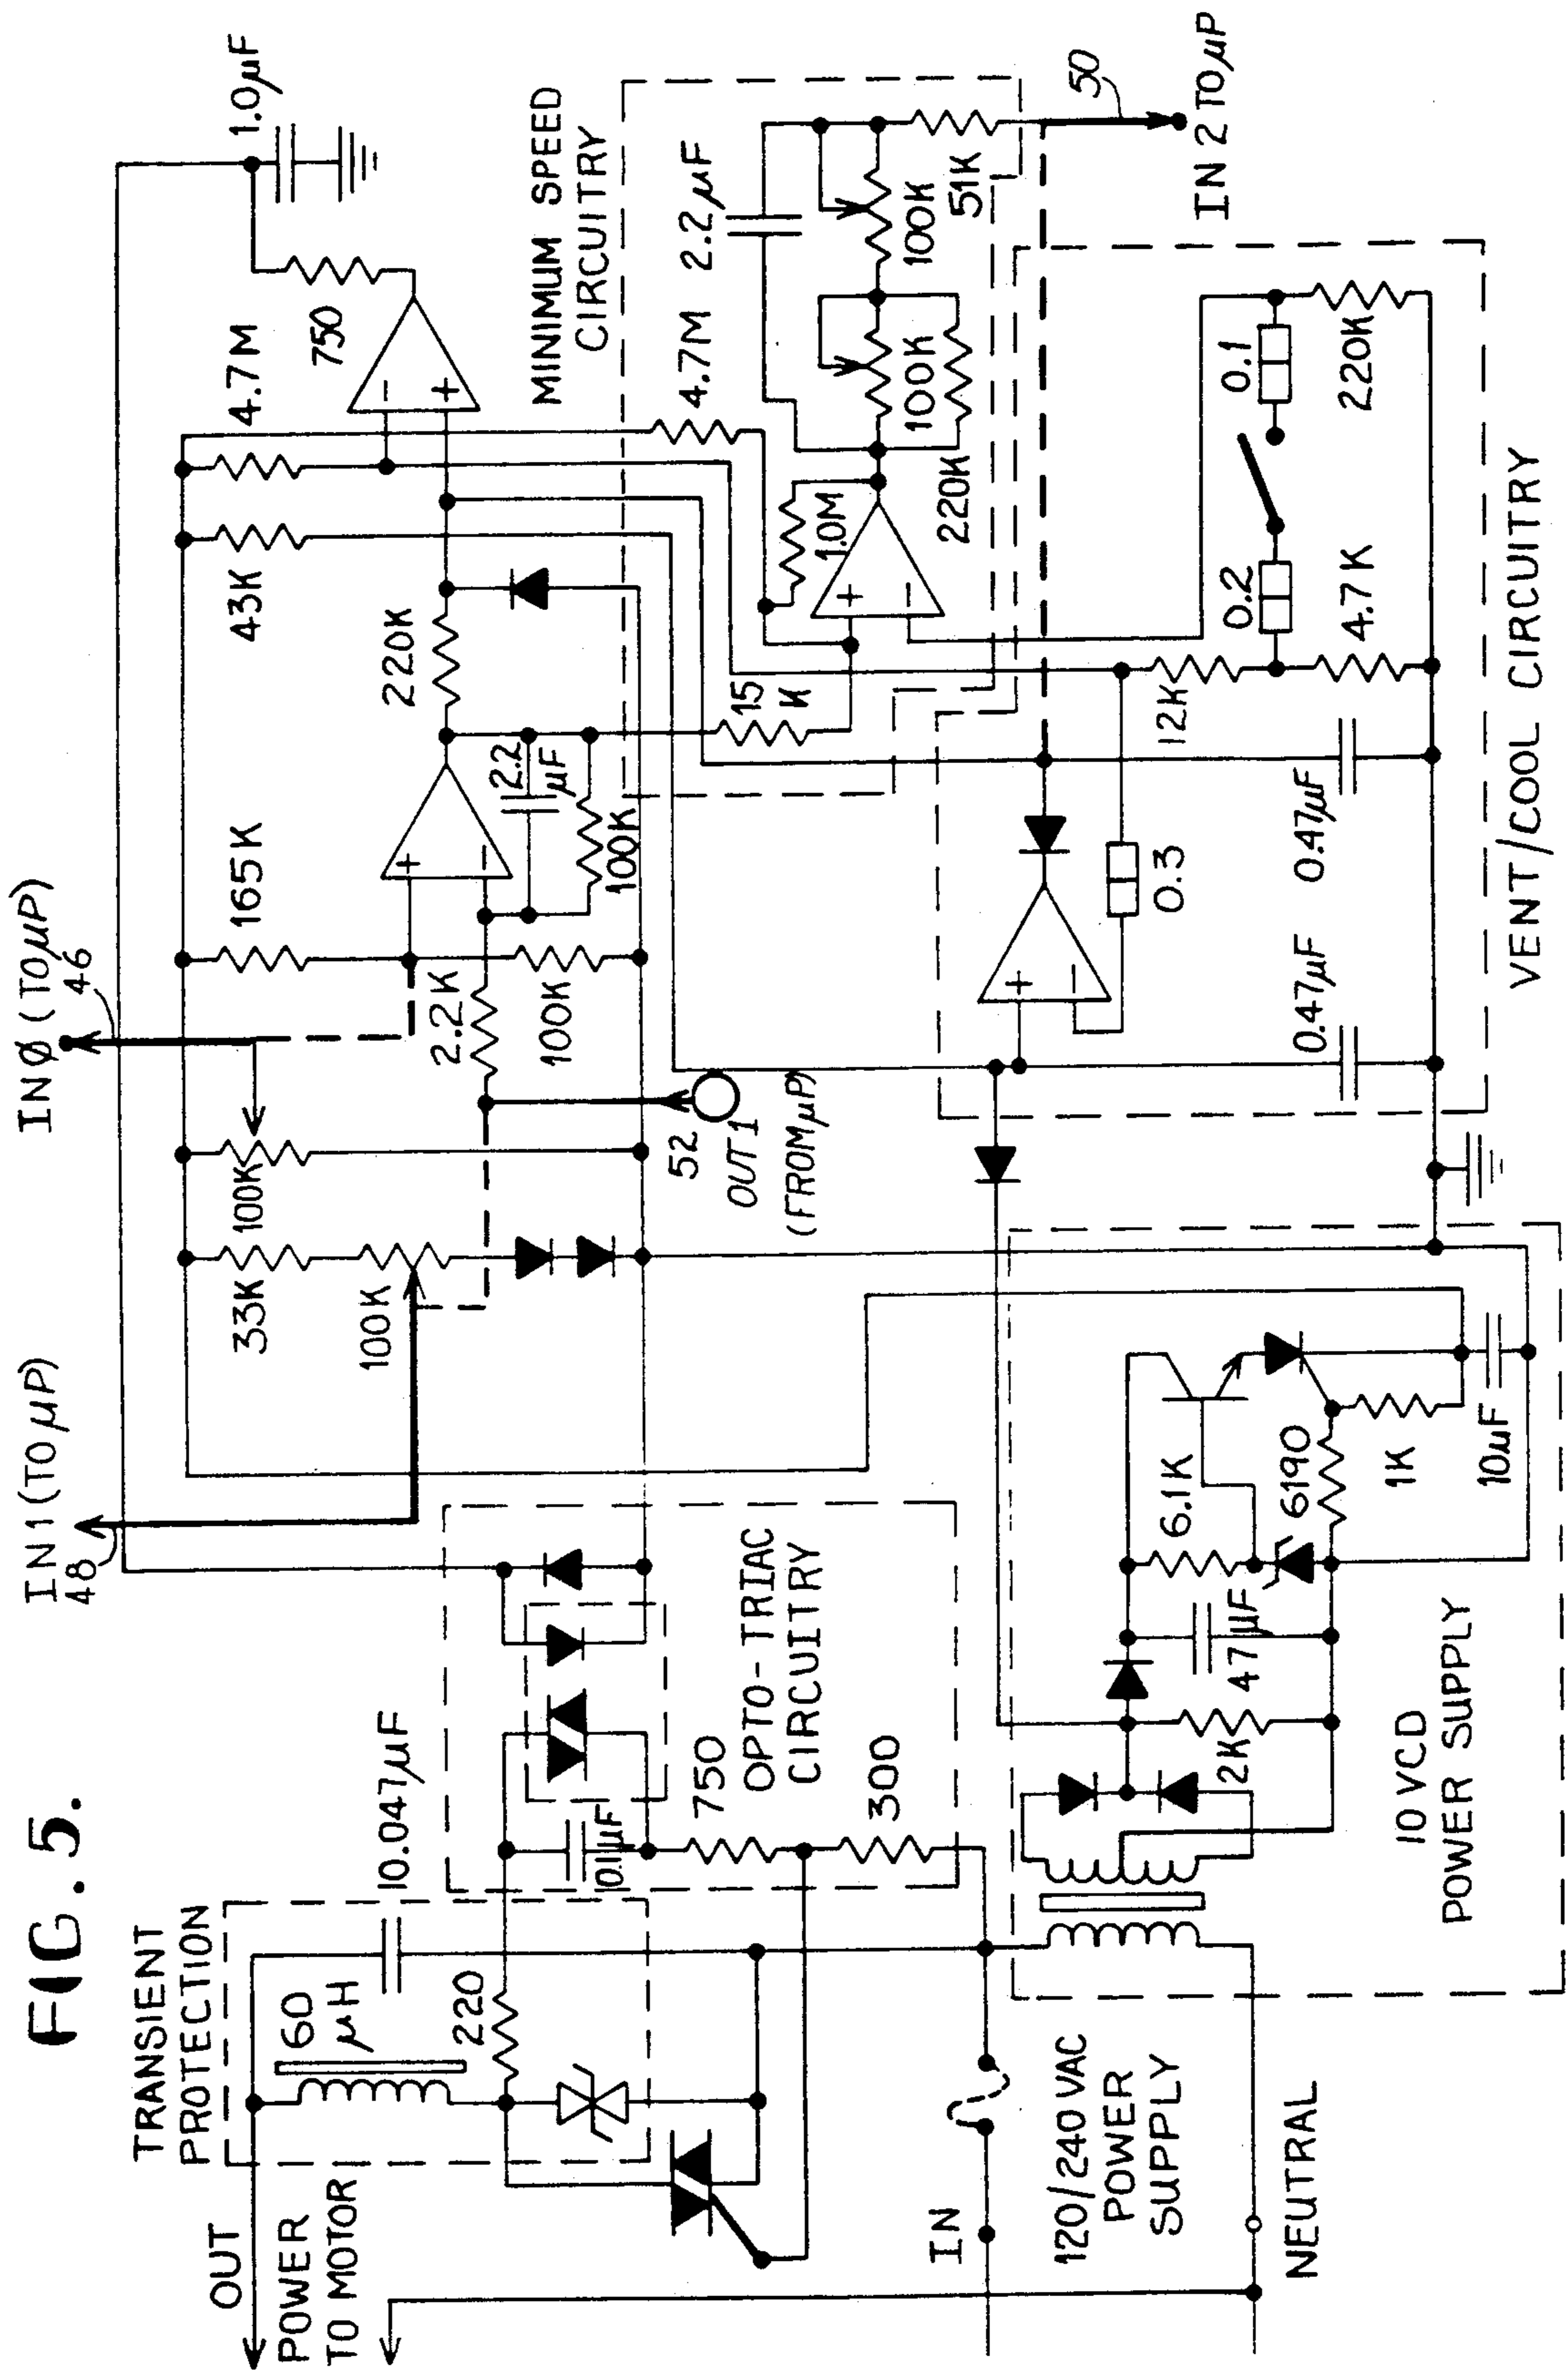 FIG. 5.
IN 1 (TO µP)
48
IN Ø (TO µP)
46
1.0µF
33K
100K
100K
165K
2.2K
100K
2.2
µF
100K
220K
43K
4.7M
750
52
OUT 1
(FROM µP)
+
−
+
−
MINIMUM SPEED
CIRCUITRY
4.7M
2.2µF
1.0M
15
K
+
−
100K
220K
100K
51K
50
IN 2 TO µP
TRANSIENT
PROTECTION
60
µH
10.047µF
220
OUT
POWER
TO MOTOR
0.1µF
750
300
OPTO-TRIAC
CIRCUITRY
IN
120/240 VAC
POWER
SUPPLY
NEUTRAL
2K
47µF
6.1K
6190
1K
10µF
10 VCD
POWER SUPPLY
+
−
0.3
0.47µF
0.47µF
12K
0.2
0.1
4.7K
220K
VENT/COOL CIRCUITRY